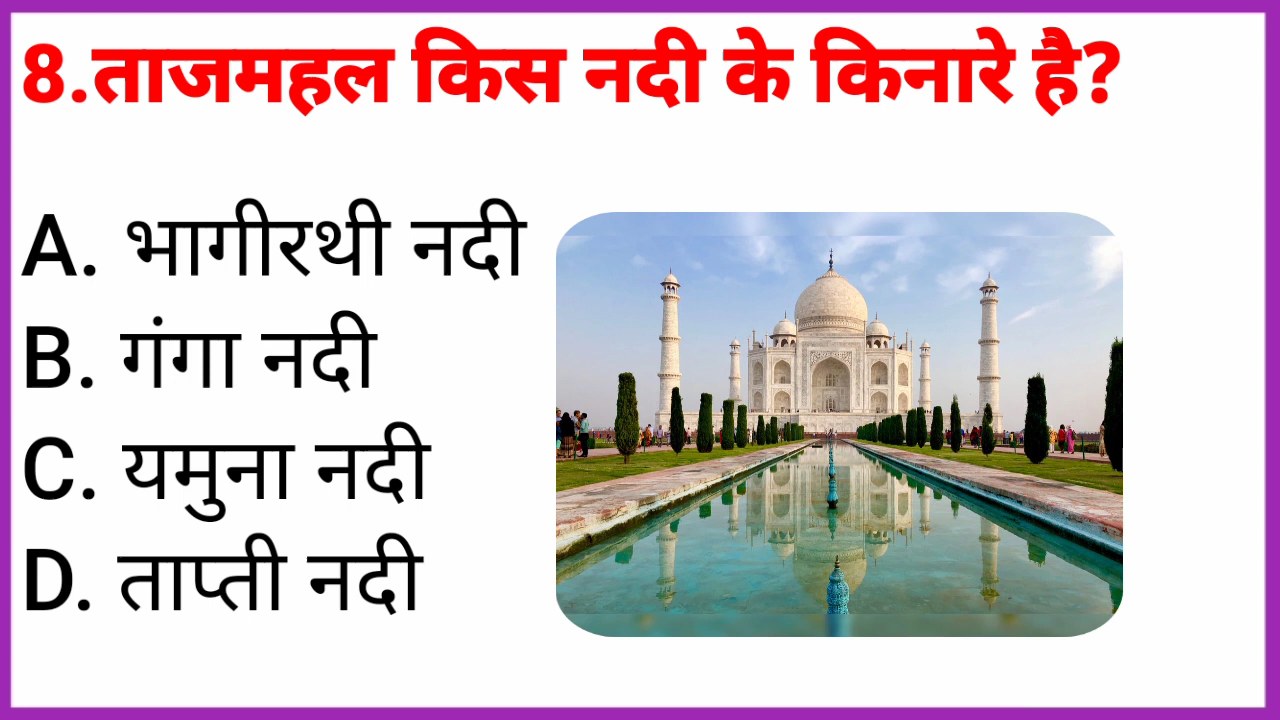 8.ताजमहल किस नदी के किनारे है?
A. भागीरथी नदी
B. गंगा नदी
C. यमुना नदी
D. ताप्ती नदी